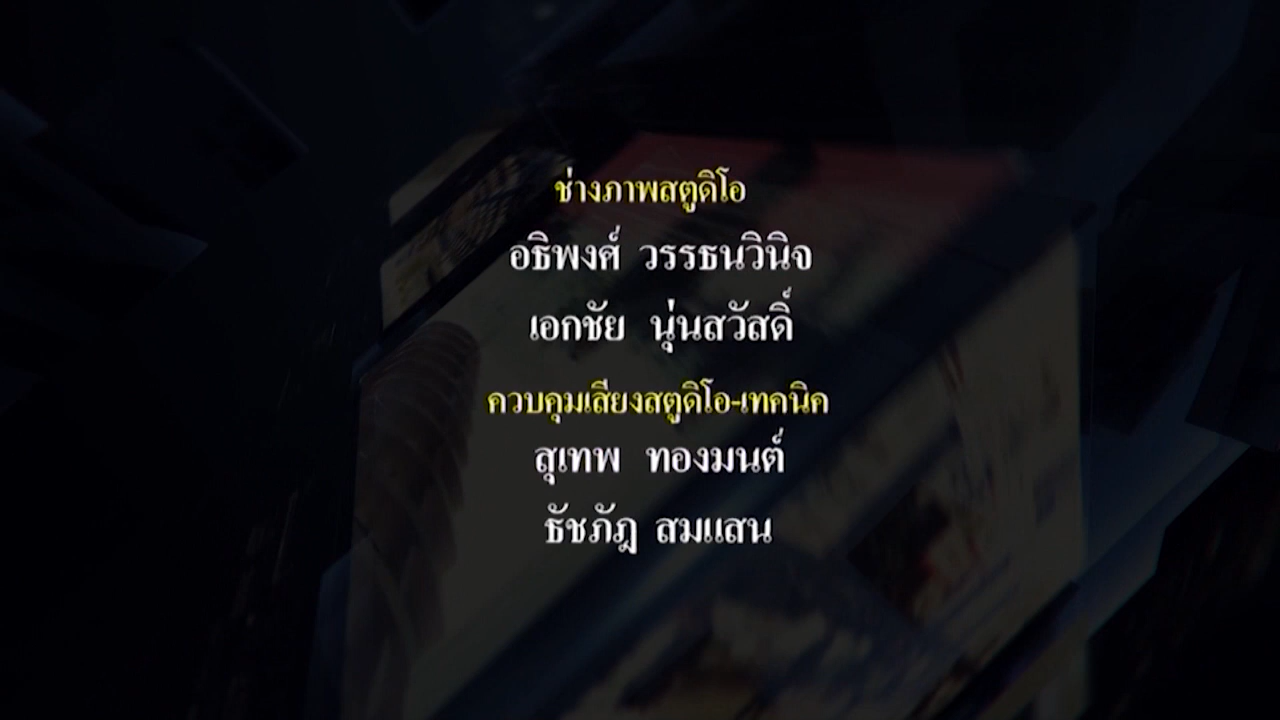 ช่างภาพสตูดิโอ
อธิพงศ์ วรรธนวินิจ
เอกชัย นุ่นสวัสดิ์
ควบคุมเสียงสตูดิโอ-เทคนิค
สุเทพ ทองมนต์
ธัชภัฎ สมแสน